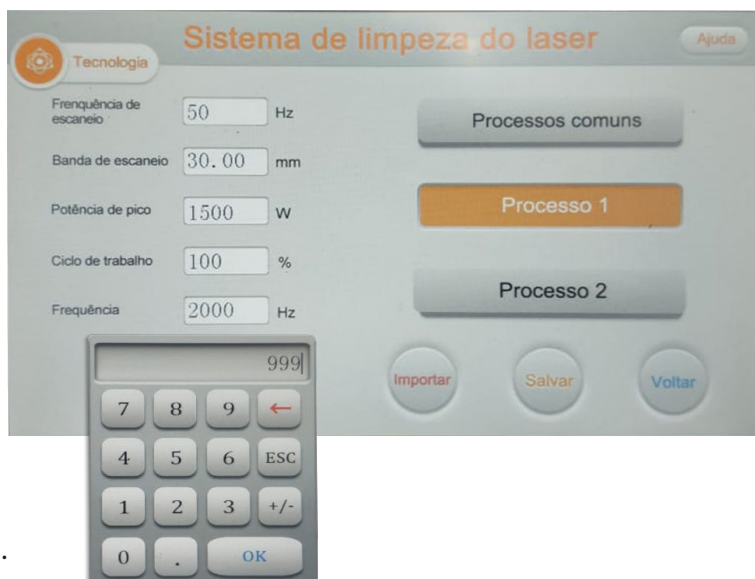 Sistema de limpeza do laser
Ajuda
Tecnologia
Frenquência de
escaneio
50
Hz
Banda de escaneio
30.00
mm
Potência de pico
1500
W
Ciclo de trabalho
100
%
Frequência
2000
Hz
Processos comuns
Processo 1
Processo 2
Importar
Salvar
Voltar
999
7 8 9 ←
4 5 6 ESC
1 2 3 +/-
0 . OK
.